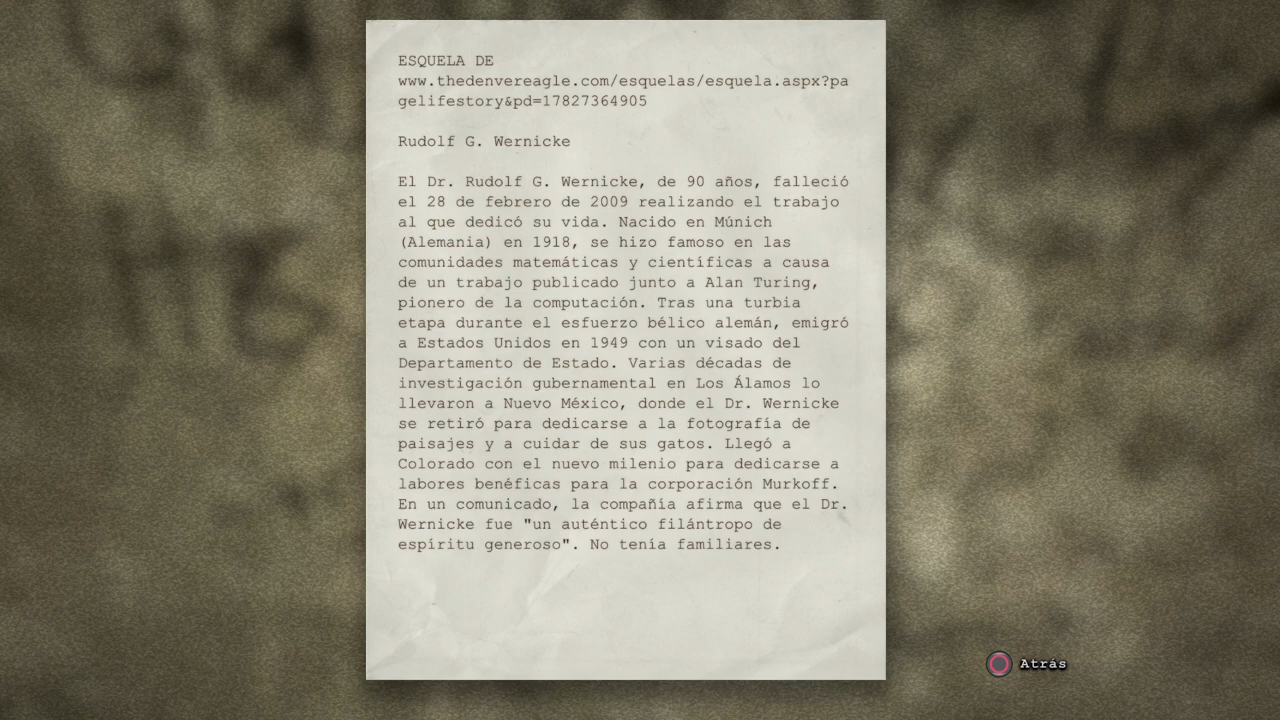 ESQUELA DE
www.thedenvereagle.com/esquelas/esquela.aspx?pa
gelifestory&pd=17827364905
Rudolf G. Wernicke
El Dr. Rudolf G. Wernicke, de 90 años, falleció
el 28 de febrero de 2009 realizando el trabajo
al que dedicó su vida. Nacido en Múnich
(Alemania) en 1918, se hizo famoso en las
comunidades matemáticas y científicas a causa
de un trabajo publicado junto a Alan Turing,
pionero de la computación. Tras una turbia
etapa durante el esfuerzo bélico alemán, emigró
a Estados Unidos en 1949 con un visado del
Departamento de Estado. Varias décadas de
investigación gubernamental en Los Álamos lo
llevaron a Nuevo México, donde el Dr. Wernicke
se retiró para dedicarse a la fotografía de
paisajes y a cuidar de sus gatos. Llegó a
Colorado con el nuevo milenio para dedicarse a
labores benéficas para la corporación Murkoff.
En un comunicado, la compañía afirma que el Dr.
Wernicke fue "un auténtico filántropo de
espíritu generoso". No tenía familiares.
Atrás